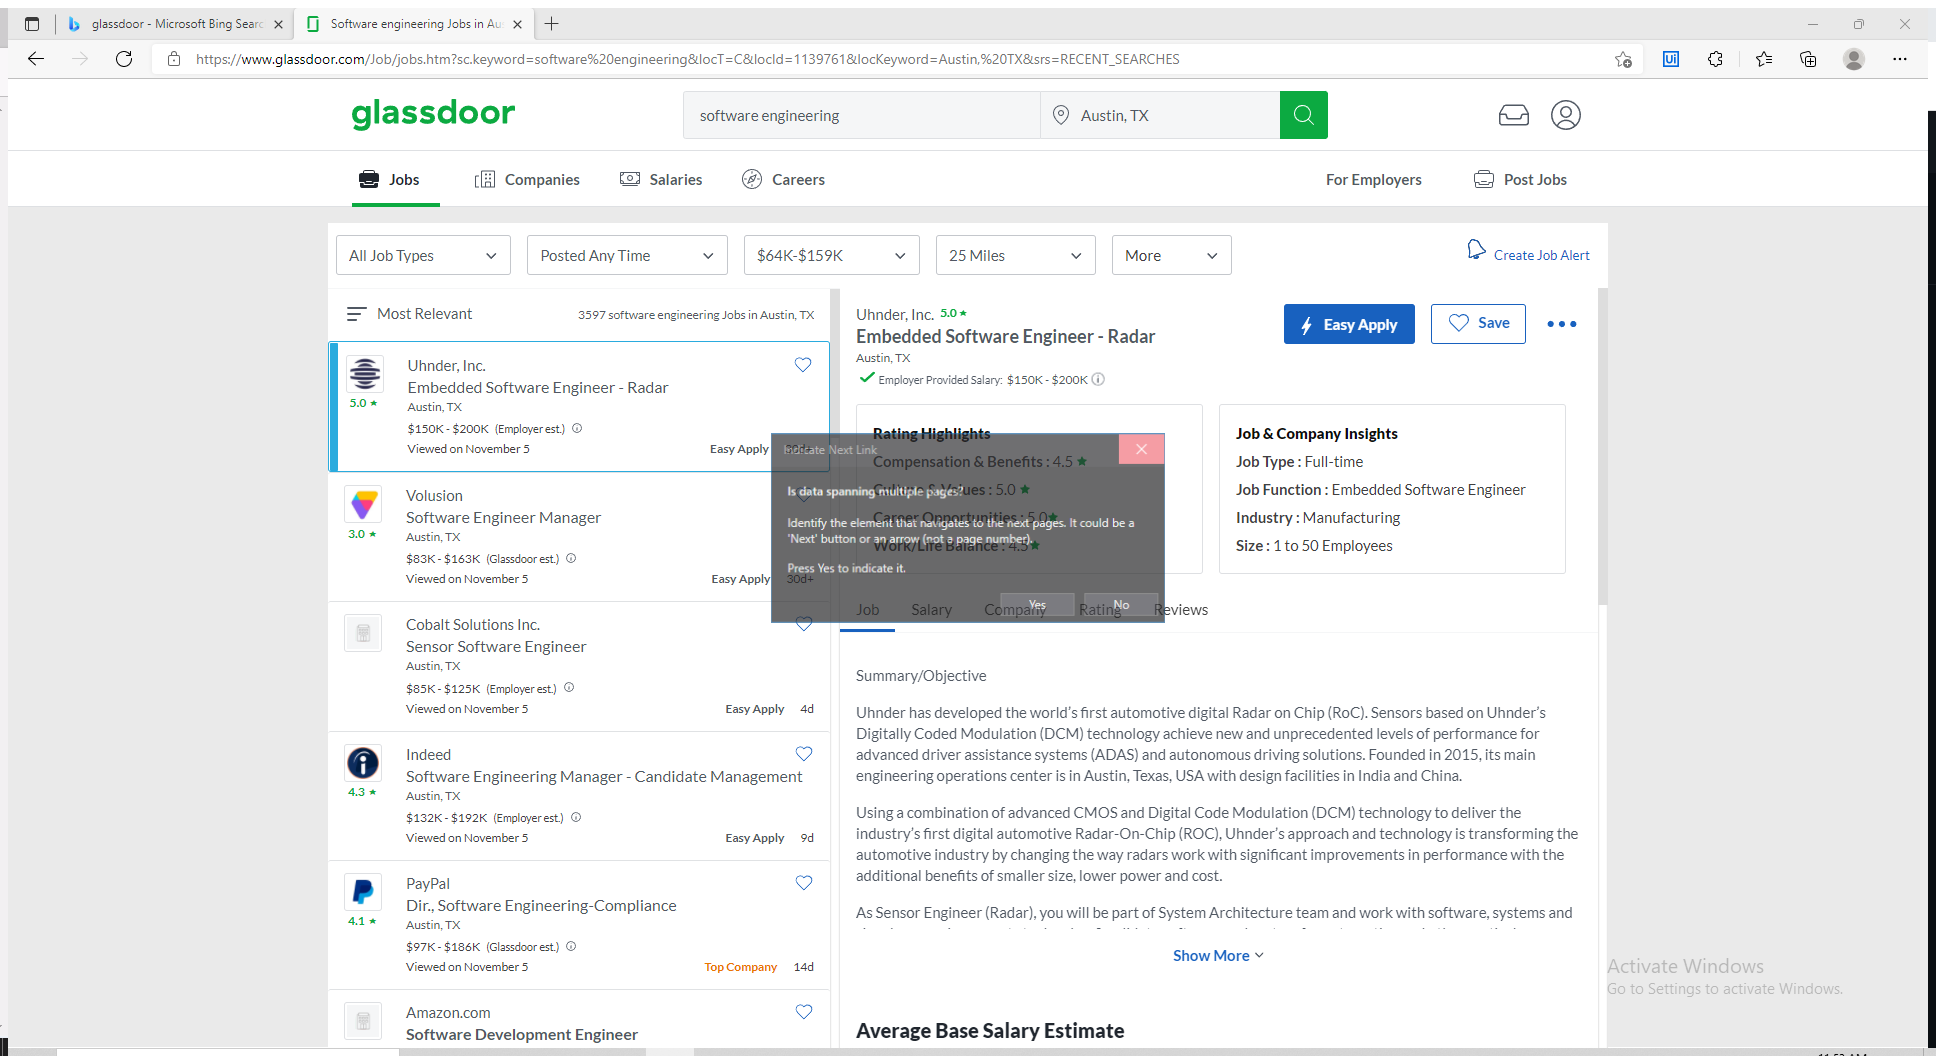 glassdoor - Microsoft Bing Searc
Software engineering Jobs in Au
https://www.glassdoor.com/Job/jobs.htm?sc.keyword=software%20engineering&locT=C&locId=1139761&locKeyword=Austin,%20TX&srs=RECENT_SEARCHES
Ui
glassdoor
software engineering
Austin, TX
Jobs
Companies
Salaries
Careers
For Employers
Post Jobs
All Job Types
Posted Any Time
$64K-$159K
25 Miles
More
Create Job Alert
Most Relevant
3597 software engineering Jobs in Austin, TX
Uhnder, Inc.
Embedded Software Engineer - Radar
5.0 ★
Austin, TX
$150K - $200K (Employer est.)
Viewed on November 5
Easy Apply
Volusion
Software Engineer Manager
3.0 ★
Austin, TX
$83K - $163K (Glassdoor est.)
Viewed on November 5
Easy Apply 30d+
Cobalt Solutions Inc.
Sensor Software Engineer
Austin, TX
$85K - $125K (Employer est.)
Viewed on November 5
Easy Apply 4d
Indeed
Software Engineering Manager - Candidate Management
4.3 ★
Austin, TX
$132K - $192K (Employer est.)
Viewed on November 5
Easy Apply 9d
PayPal
Dir., Software Engineering-Compliance
4.1 ★
Austin, TX
$97K - $186K (Glassdoor est.)
Viewed on November 5
Top Company 14d
Amazon.com
Software Development Engineer
Uhnder, Inc. 5.0 ★
Embedded Software Engineer - Radar
Austin, TX
Employer Provided Salary: $150K - $200K
Easy Apply
Save
Rating Highlights
Compensation & Benefits : 4.5 ★
Culture & Values : 5.0 ★
Career Opportunities : 5.0 ★
Work/Life Balance : 4.5 ★
Job & Company Insights
Job Type : Full-time
Job Function : Embedded Software Engineer
Industry : Manufacturing
Size : 1 to 50 Employees
Indicate Next Link
Is data spanning multiple pages?
Identify the element that navigates to the next pages. It could be a
'Next' button or an arrow (not a page number).
Press Yes to indicate it.
Yes
No
Job
Salary
Company
Rating
Reviews
Summary/Objective
Uhnder has developed the world’s first automotive digital Radar on Chip (RoC). Sensors based on Uhnder’s
Digitally Coded Modulation (DCM) technology achieve new and unprecedented levels of performance for
advanced driver assistance systems (ADAS) and autonomous driving solutions. Founded in 2015, its main
engineering operations center is in Austin, Texas, USA with design facilities in India and China.
Using a combination of advanced CMOS and Digital Code Modulation (DCM) technology to deliver the
industry’s first digital automotive Radar-On-Chip (ROC), Uhnder’s approach and technology is transforming the
automotive industry by changing the way radars work with significant improvements in performance with the
additional benefits of smaller size, lower power and cost.
As Sensor Engineer (Radar), you will be part of System Architecture team and work with software, systems and
Show More
Average Base Salary Estimate
Activate Windows
Go to Settings to activate Windows.